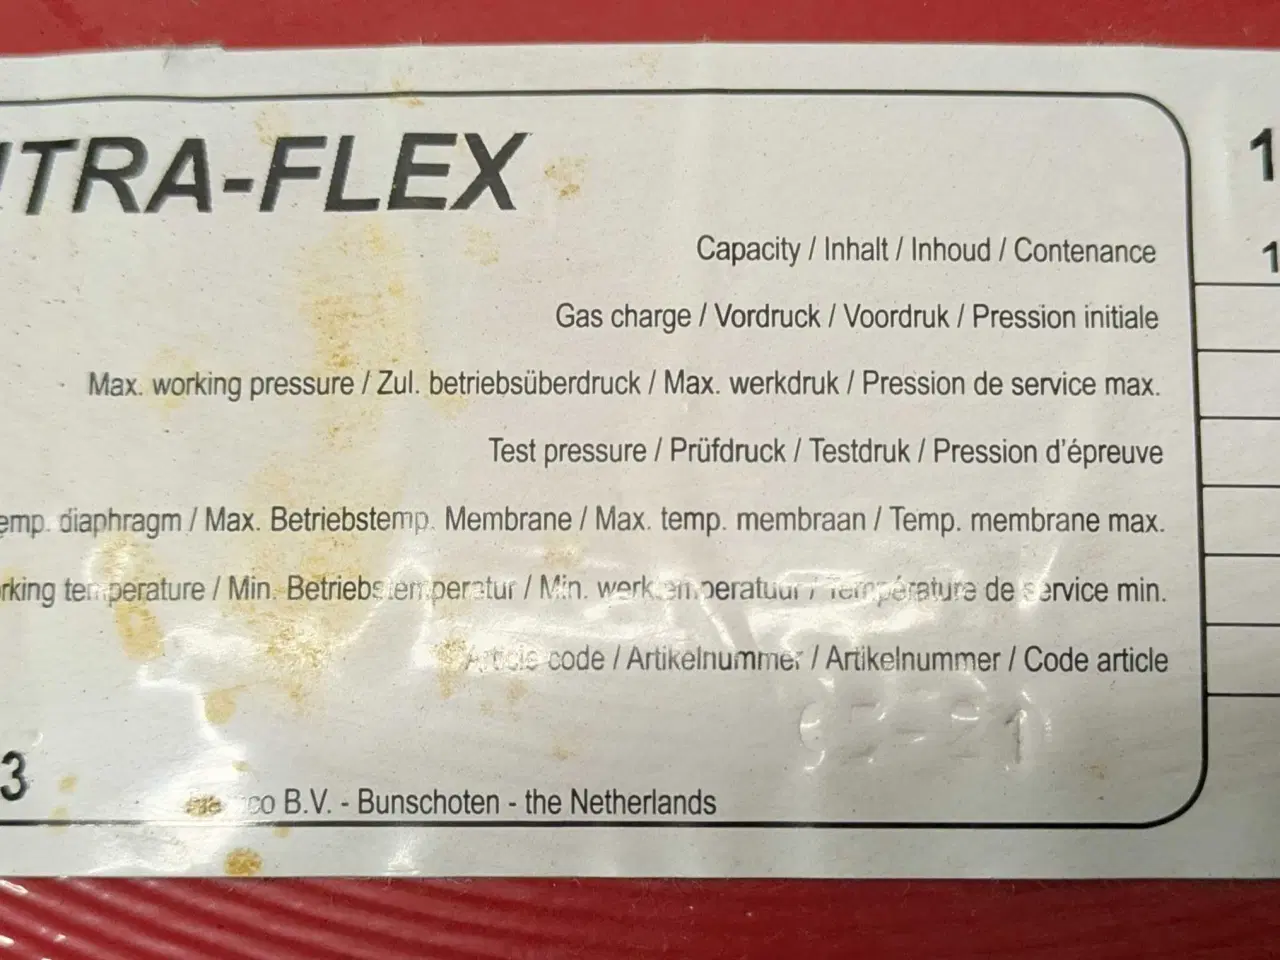 TRA-FLEX
1
Capacity / Inhalt / Inhoud / Contenance
1
Gas charge / Vordruck / Voordruk / Pression initiale
Max. working pressure / Zul. betriebsüberdruck / Max. werkdruk / Pression de service max.
Test pressure / Prüfdruck / Testdruk / Pression d'épreuve
emp. diaphragm / Max. Betriebstemp. Membrane / Max. temp. membraan / Temp. membrane max.
rking temperature / Min. Betriebstemperatur / Min. werktemperatuur / Température de service min.
Article code / Artikelnummer / Artikelnummer / Code article
3
co B.V. - Bunschoten - the Netherlands